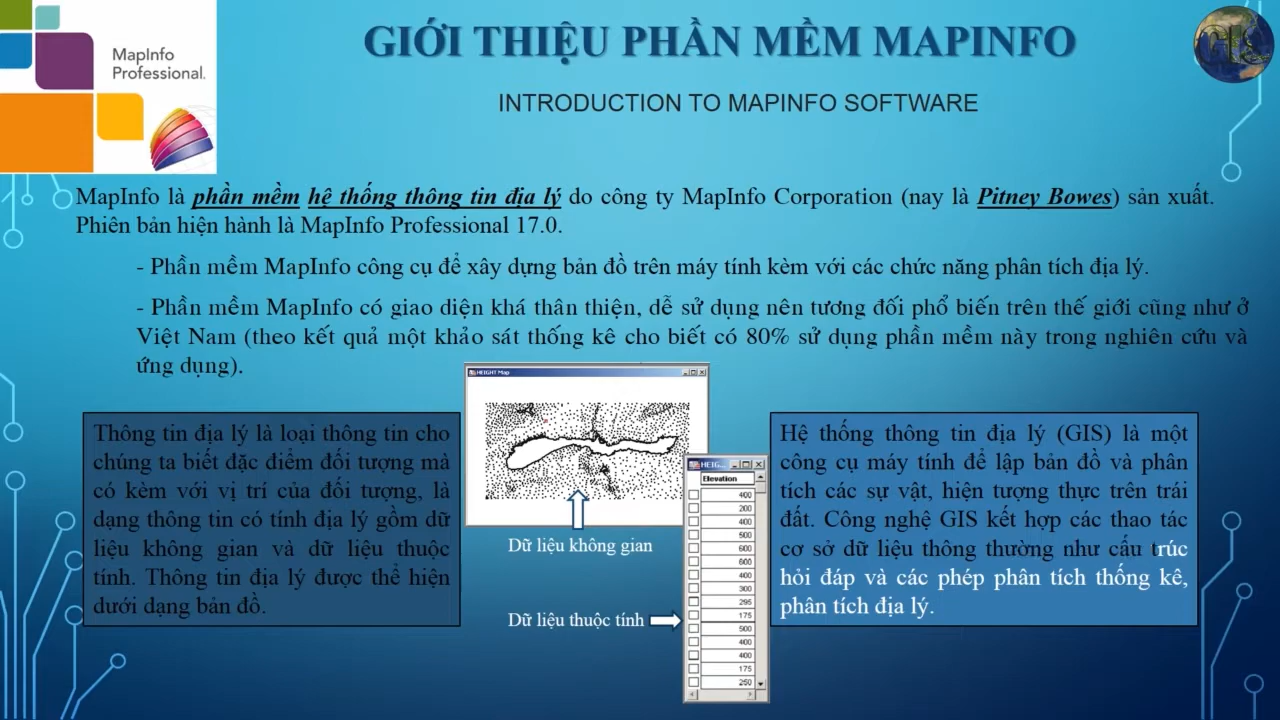 MapInfo
Professional.
GIỚI THIỆU PHẦN MỀM MAPINFO
GIS
INTRODUCTION TO MAPINFO SOFTWARE
MapInfo là phần mềm hệ thống thông tin địa lý do công ty MapInfo Corporation (nay là Pitney Bowes) sản xuất.
Phiên bản hiện hành là MapInfo Professional 17.0.
- Phần mềm MapInfo công cụ để xây dựng bản đồ trên máy tính kèm với các chức năng phân tích địa lý.
- Phần mềm MapInfo có giao diện khá thân thiện, dễ sử dụng nên tương đối phổ biến trên thế giới cũng như ở
Việt Nam (theo kết quả một khảo sát thống kê cho biết có 80% sử dụng phần mềm này trong nghiên cứu và
ứng dụng).
Thông tin địa lý là loại thông tin cho
chúng ta biết đặc điểm đối tượng mà
có kèm với vị trí của đối tượng, là
dạng thông tin có tính địa lý gồm dữ
liệu không gian và dữ liệu thuộc
tính. Thông tin địa lý được thể hiện
dưới dạng bản đồ.
HEIGHT Map
Dữ liệu không gian
Dữ liệu thuộc tính
HEIG...
Elevation
400
200
400
500
600
600
400
300
295
175
500
400
400
175
250
Hệ thống thông tin địa lý (GIS) là một
công cụ máy tính để lập bản đồ và phân
tích các sự vật, hiện tượng thực trên trái
đất. Công nghệ GIS kết hợp các thao tác
cơ sở dữ liệu thông thường như cấu trúc
hỏi đáp và các phép phân tích thống kê,
phân tích địa lý.